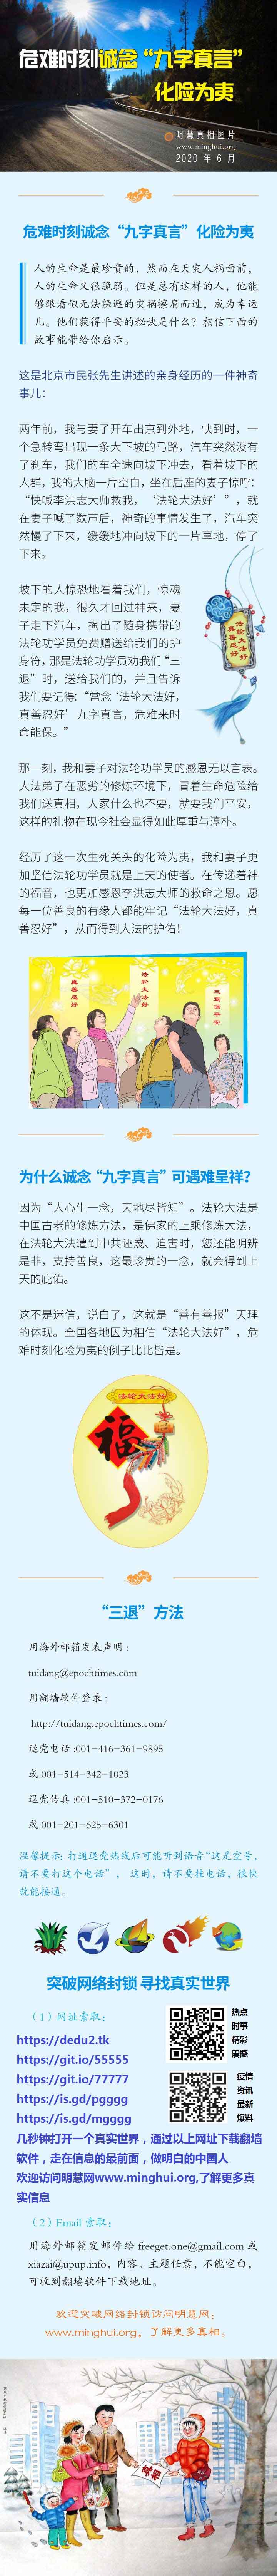 危难时刻诚念“九字真言”
化险为夷
明慧真相图片
www.minghui.org
2020 年 6 月
危难时刻诚念“九字真言”化险为夷
人的生命是最珍贵的，然而在天灾人祸面前，
人的生命又很脆弱。但是总有这样的人，他能
够跟看似无法躲避的灾祸擦肩而过，成为幸运
儿。他们获得平安的秘诀是什么？相信下面的
故事能带给你启示。
这是北京市民张先生讲述的亲身经历的一件神奇
事儿：
两年前，我与妻子开车出京到外地，快到时，一
个急转弯出现一条大下坡的马路，汽车突然没有
了刹车，我们的车全速向坡下冲去，看着坡下的
人群，我的大脑一片空白，坐在后座的妻子惊呼：
“快喊李洪志大师救我，‘法轮大法好’”，就
在妻子喊了数声后，神奇的事情发生了，汽车突
然慢了下来，缓缓地冲向坡下的一片草地，停了
下来。
坡下的人惊恐地看着我们，惊魂
未定的我，很久才回过神来，妻
子走下汽车，掏出了随身携带的
法轮功学员免费赠送给我们的护
身符，那是法轮功学员劝我们“三
退”时，送给我们的，并且告诉
我们要记得：“常念‘法轮大法好，
真善忍好’九字真言，危难来时
命能保。”
法轮大法好
真善忍好
那一刻，我和妻子对法轮功学员的感恩无以言表。
大法弟子在恶劣的修炼环境下，冒着生命危险给
我们送真相，人家什么也不要，就要我们平安，
这样的礼物在现今社会显得如此厚重与淳朴。
经历了这一次生死关头的化险为夷，我和妻子更
加坚信法轮功学员就是上天的使者。在传递着神
的福音，也更加感恩李洪志大师的救命之恩。愿
每一位善良的有缘人都能牢记“法轮大法好，真
善忍好”，从而得到大法的护佑！
真善忍好
法轮大法好
三退保平安
为什么诚念“九字真言”可遇难呈祥？
因为“人心生一念，天地尽皆知”。法轮大法是
中国古老的修炼方法，是佛家的上乘修炼大法，
在法轮大法遭到中共诬蔑、迫害时，您还能明辨
是非，支持善良，这最珍贵的一念，就会得到上
天的庇佑。
这不是迷信，说白了，这就是“善有善报”天理
的体现。全国各地因为相信“法轮大法好”，危
难时刻化险为夷的例子比比皆是。
法轮大法好
福
“三退”方法
用海外邮箱发表声明：
tuidang@epochtimes.com
用翻墙软件登录：
http://tuidang.epochtimes.com/
退党电话：001-416-361-9895
或 001-514-342-1023
退党传真：001-510-372-0176
或 001-201-625-6301
温馨提示：打通退党热线后可能听到语音“这是空号，
请不要打这个电话”， 这时，请不要挂电话，很快
就能接通。
突破网络封锁 寻找真实世界
（1）网址索取：
https://dedu2.tk
https://git.io/55555
https://git.io/77777
https://is.gd/pgggg
https://is.gd/mgggg
热点
时事
精彩
震撼
疫情
资讯
最新
爆料
几秒钟打开一个真实世界，通过以上网址下载翻墙
软件，走在信息的最前面，做明白的中国人
欢迎访问明慧网www.minghui.org,了解更多真
实信息
（2）Email 索取：
用海外邮箱发邮件给 freeget.one@gmail.com 或
xiazai@upup.info，内容、主题任意，不能空白，
可收到翻墙软件下载地址。
欢迎突破网络封锁访问明慧网：
www.minghui.org，了解更多真相。
真相